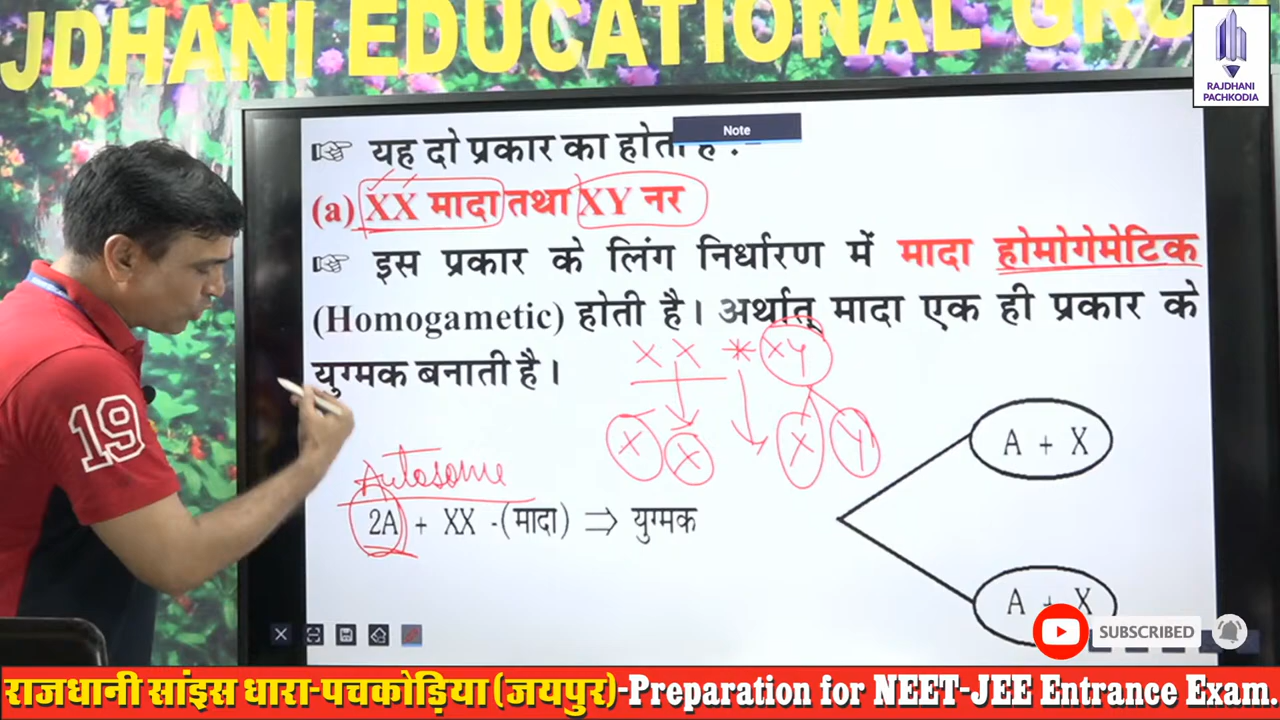 JDHANI EDUCATIONAL GRO
RAJDHANI
PACHKODIA
Note
यह दो प्रकार का होता है :-
(a) XX मादा तथा XY नर
इस प्रकार के लिंग निर्धारण में मादा होमोगेमेटिक
(Homogametic) होती है। अर्थात् मादा एक ही प्रकार के
युग्मक बनाती है।
X X * XY
X X X Y
Autosome
2A + XX -(मादा) ⇒ युग्मक
A + X
A + X
SUBSCRIBED
19
राजधानी सांइस धारा-पचकोड़िया (जयपुर)-Preparation for NEET-JEE Entrance Exam.